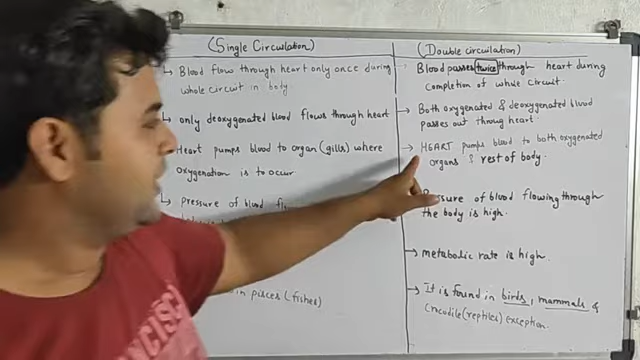 (Single Circulation)
Blood flow through heart only once during
whole circuit in body
only deoxygenated blood flows through heart
Heart pumps blood to organ (gills) where
oxygenation is to occur
pressure of blood
in pisces (fishes)
(Double circulation)
Blood passes twice through heart during
completion of whole circuit.
Both oxygenated & deoxygenated blood
passes out through heart
HEART pumps blood to both oxygenated
organs & rest of body.
Pressure of blood flowing through
the body is high.
metabolic rate is high.
It is found in birds, mammals &
Crocodile (reptiles) exception.
CISCO